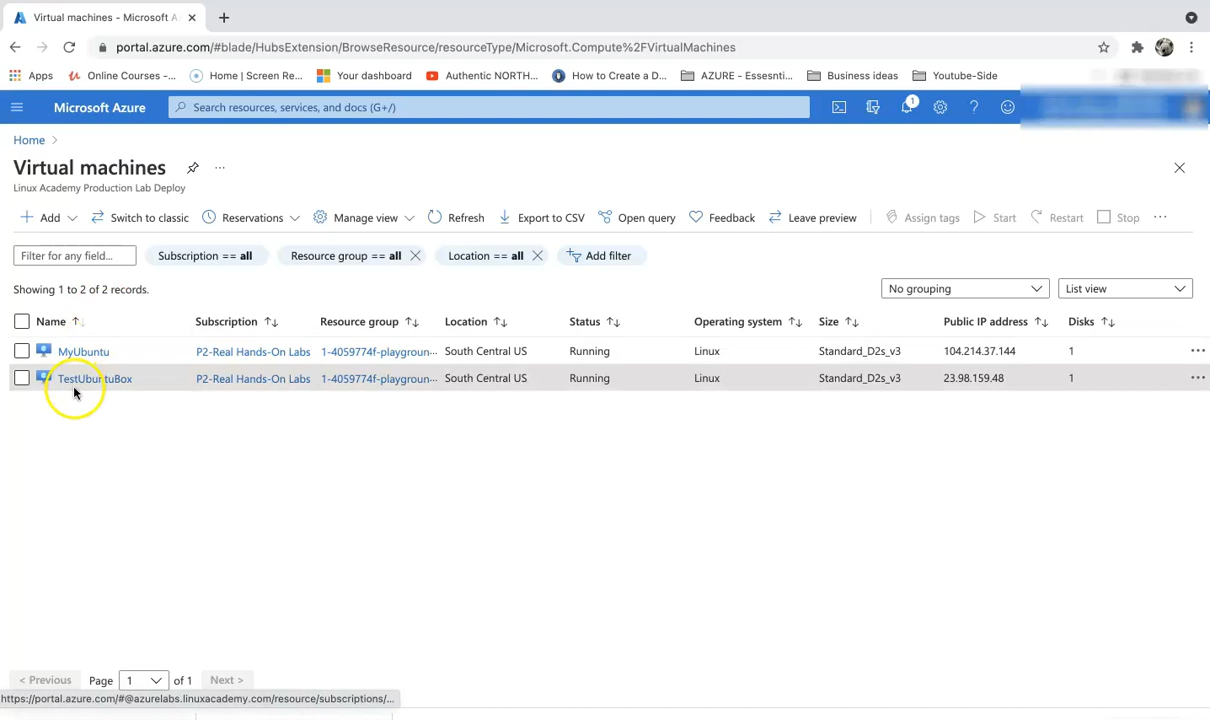 Virtual machines - Microsoft A
portal.azure.com/#blade/HubsExtension/BrowseResource/resourceType/Microsoft.Compute%2FVirtualMachines
Apps Online Courses -... Home | Screen Re... Your dashboard Authentic NORTH... How to Create a D... AZURE - Essesnti... Business ideas Youtube-Side
Microsoft Azure Search resources, services, and docs (G+/) 1
Home >
Virtual machines ...
Linux Academy Production Lab Deploy
+ Add Switch to classic Reservations Manage view Refresh Export to CSV Open query Feedback Leave preview Assign tags Start Restart Stop ...
Filter for any field... Subscription == all Resource group == all Location == all Add filter
Showing 1 to 2 of 2 records. No grouping List view
Name ↑↓ Subscription ↑↓ Resource group ↑↓ Location ↑↓ Status ↑↓ Operating system ↑↓ Size ↑↓ Public IP address ↑↓ Disks ↑↓
MyUbuntu P2-Real Hands-On Labs 1-4059774f-playgroun... South Central US Running Linux Standard_D2s_v3 104.214.37.144 1 ...
TestUbuntuBox P2-Real Hands-On Labs 1-4059774f-playgroun... South Central US Running Linux Standard_D2s_v3 23.98.159.48 1 ...
< Previous Page 1 of 1 Next >
https://portal.azure.com/#@azurelabs.linuxacademy.com/resource/subscriptions/...